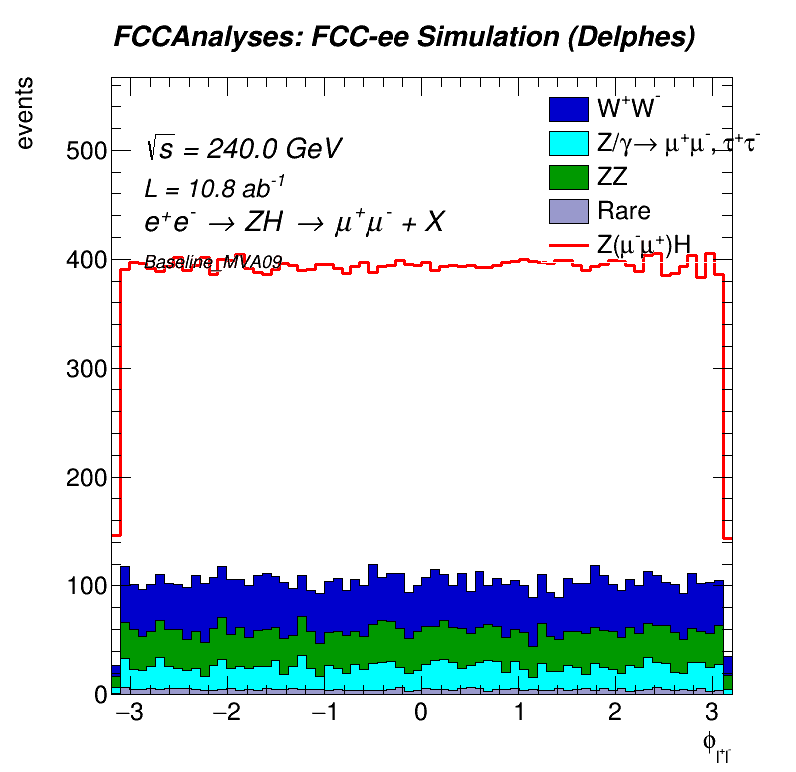 FCCAnalyses: FCC-ee Simulation (Delphes)
events
√s = 240.0 GeV
L = 10.8 ab⁻¹
e⁺e⁻ → ZH → μ⁺μ⁻ + X
Baseline_MVA09
W⁺W⁻
Z/γ→ μ⁺μ⁻, τ⁺τ⁻
ZZ
Rare
Z(μ⁻μ⁺)H
500
400
300
200
100
0
−3 −2 −1 0 1 2 3
ϕ_l⁺l⁻